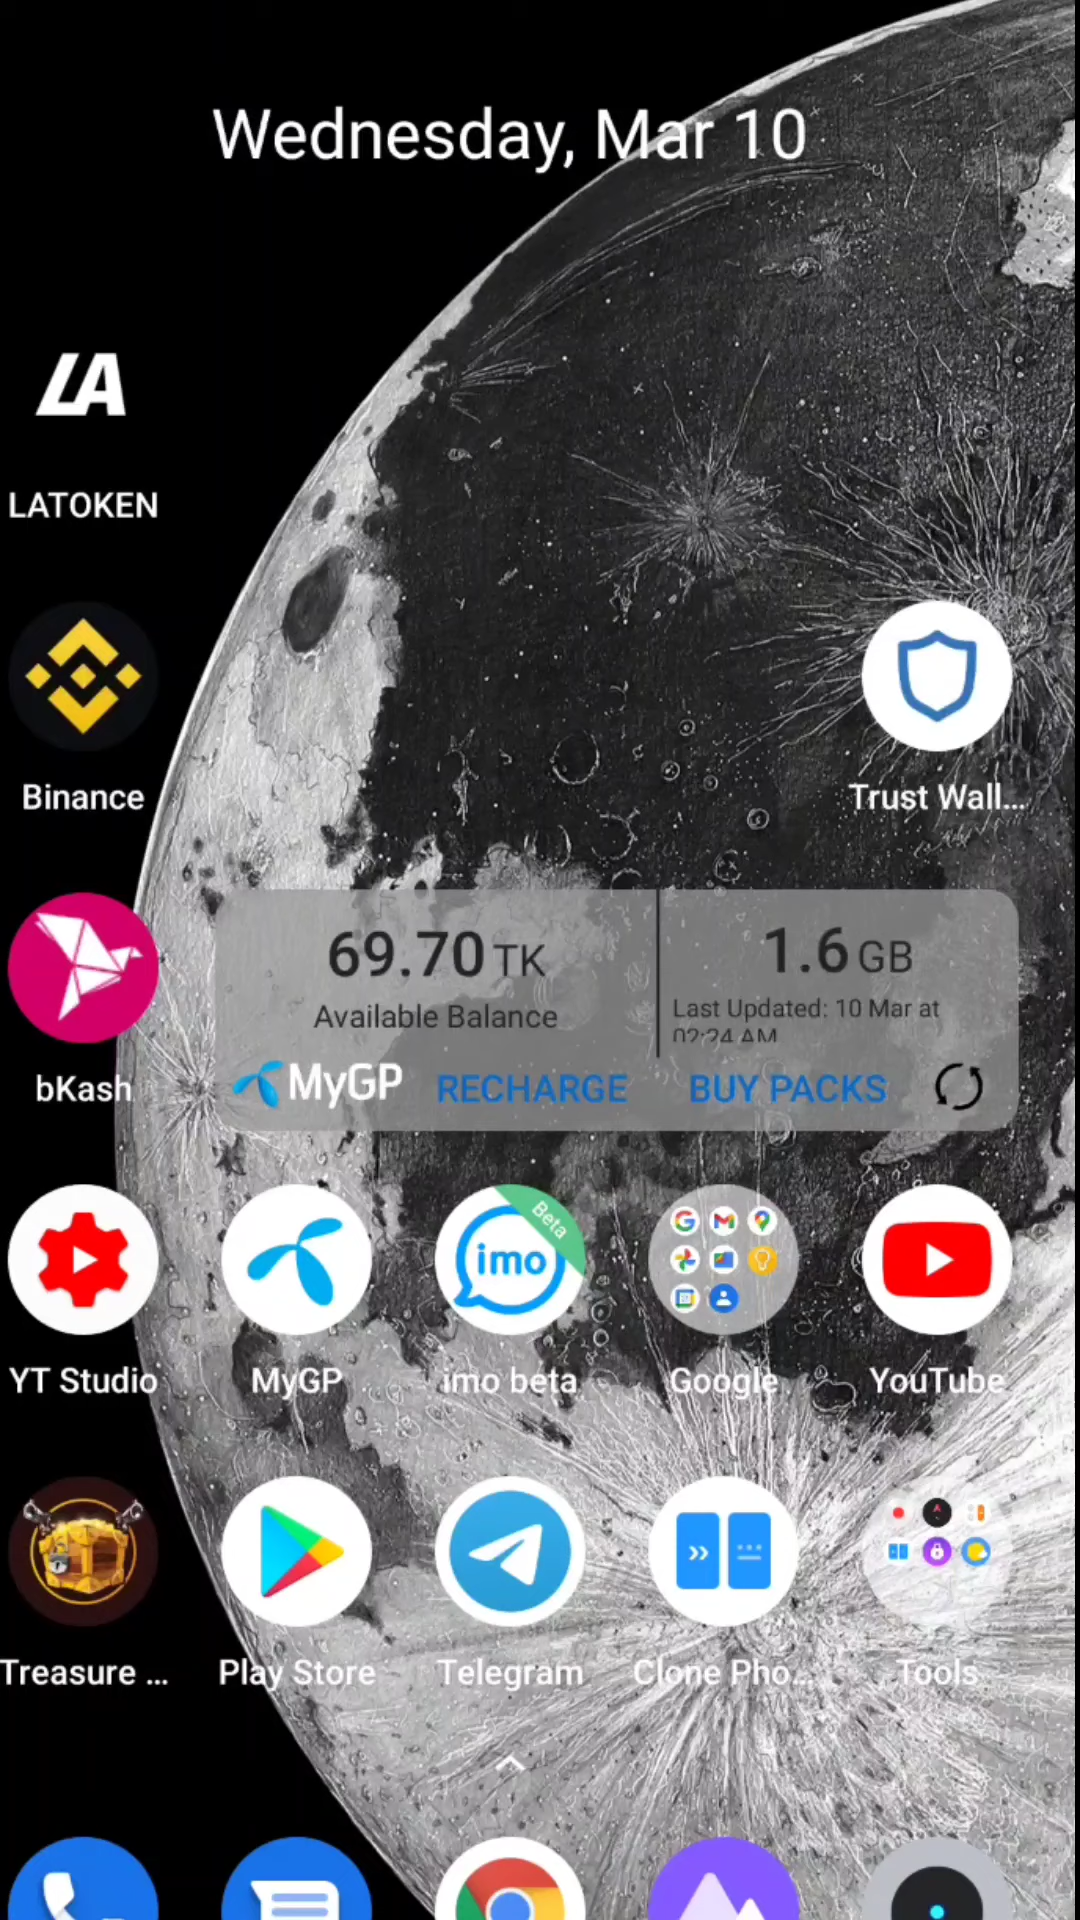 Wednesday, Mar 10
LATOKEN
Binance
Trust Wall...
69.70 TK
Available Balance
1.6 GB
Last Updated: 10 Mar at
02:24 AM
MyGP
RECHARGE
BUY PACKS
bKash
Beta
imo
YT Studio
MyGP
imo beta
Google
YouTube
Treasure ...
Play Store
Telegram
Clone Pho...
Tools